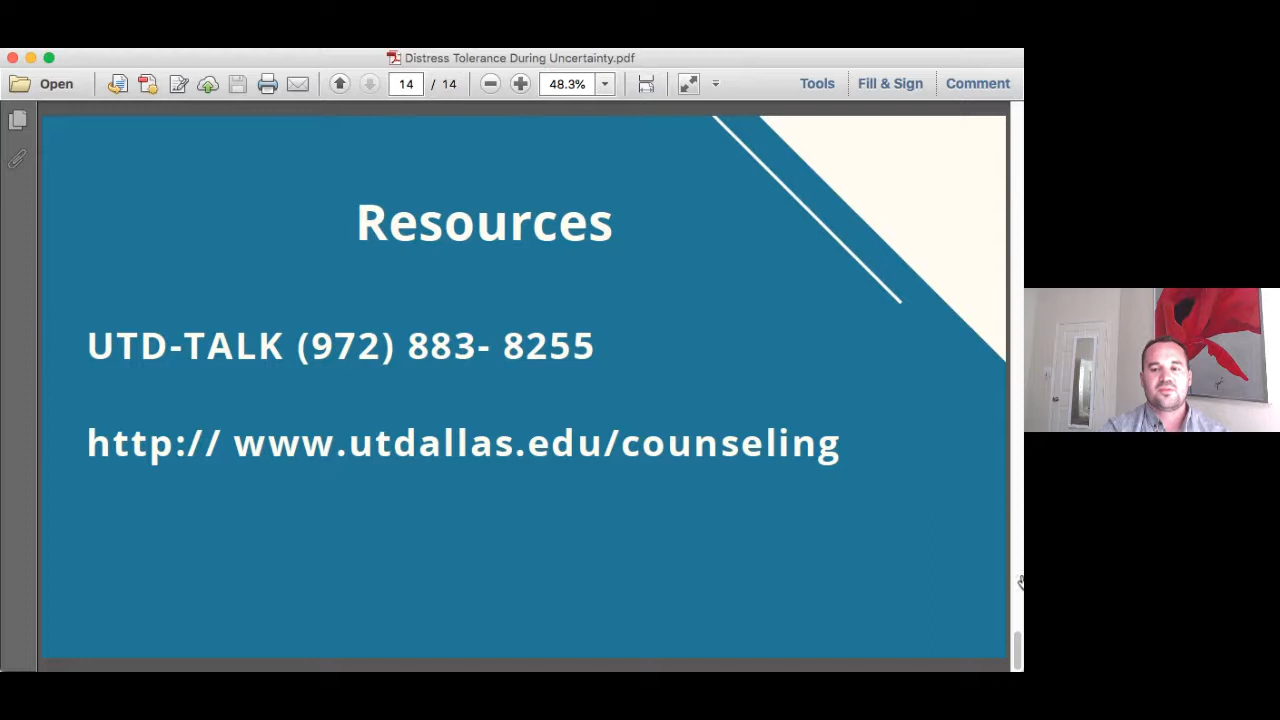 Distress Tolerance During Uncertainty.pdf
Open 14 / 14 48.3% Tools Fill & Sign Comment
Resources
UTD-TALK (972) 883- 8255
http:// www.utdallas.edu/counseling